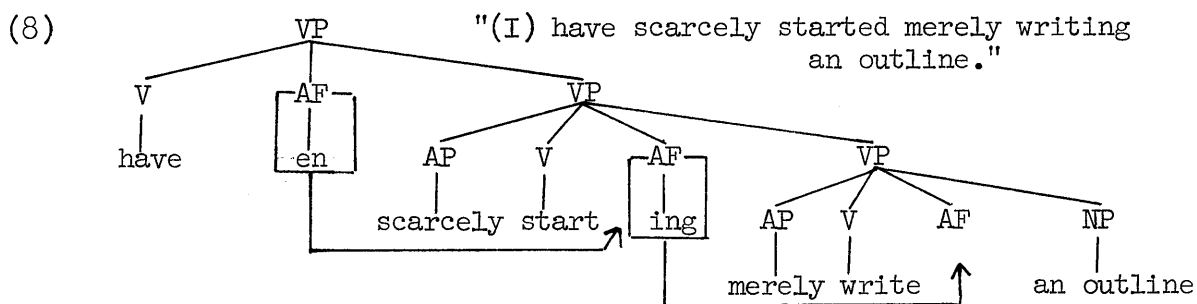 (8) VP "(I) have scarcely started merely writing
an outline."
V AF VP
have en AP V AF VP
scarcely start ing AP V AF NP
merely write an outline